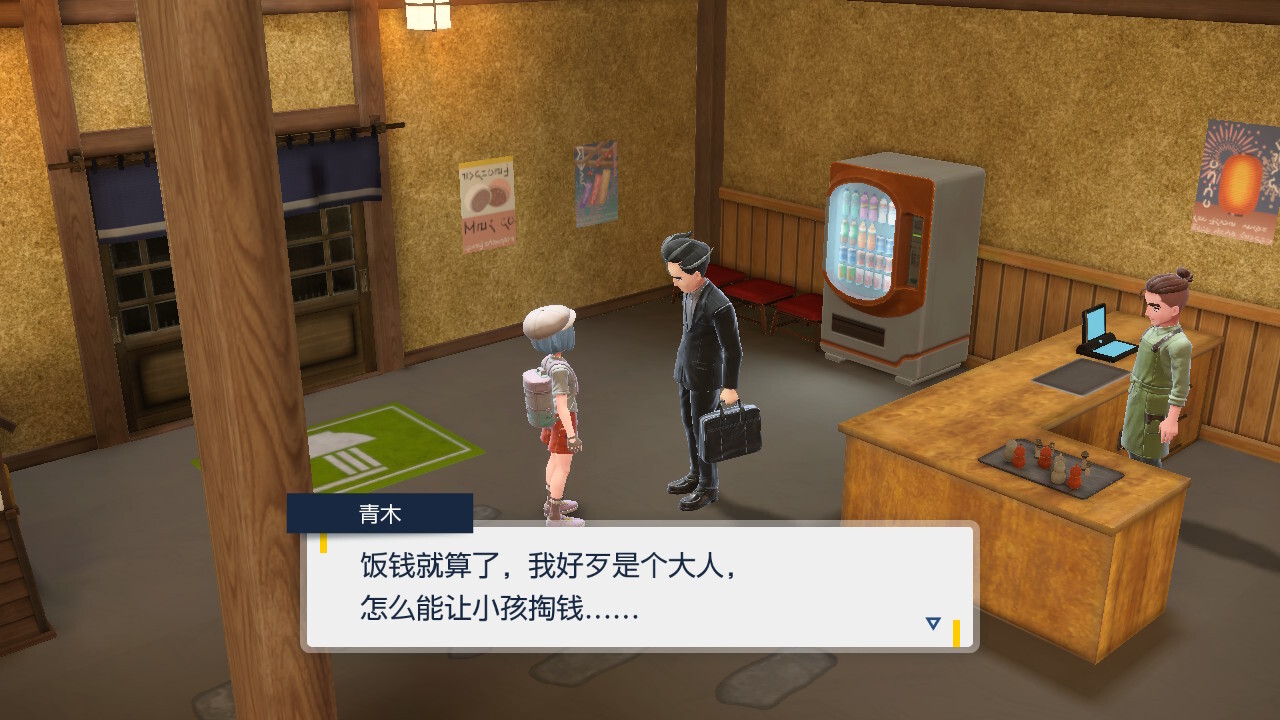 青木
饭钱就算了，我好歹是个大人，
怎么能让小孩掏钱……